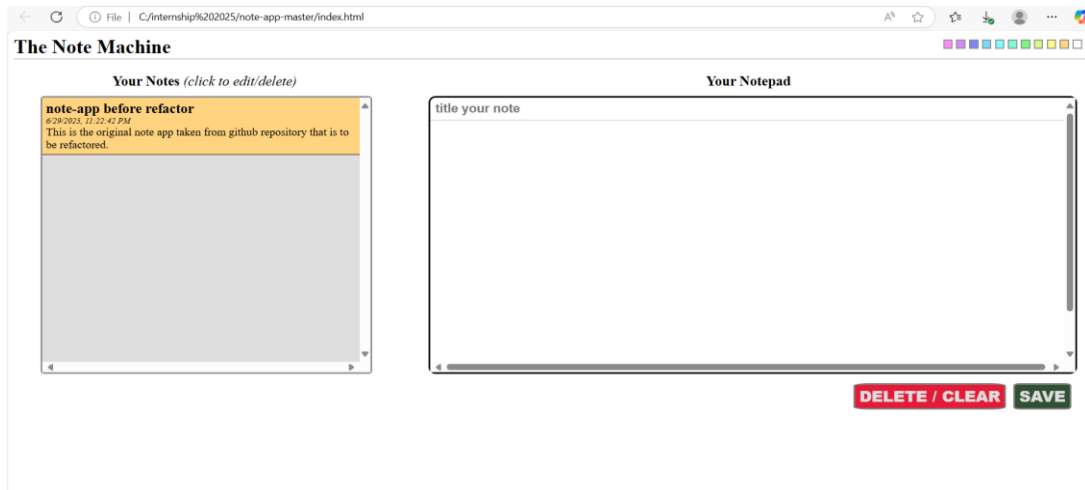 File | C:/internship%202025/note-app-master/index.html
The Note Machine
Your Notes (click to edit/delete)
note-app before refactor
6/29/2025, 11:22:42 PM
This is the original note app taken from github repository that is to
be refactored.
Your Notepad
title your note
DELETE / CLEAR SAVE